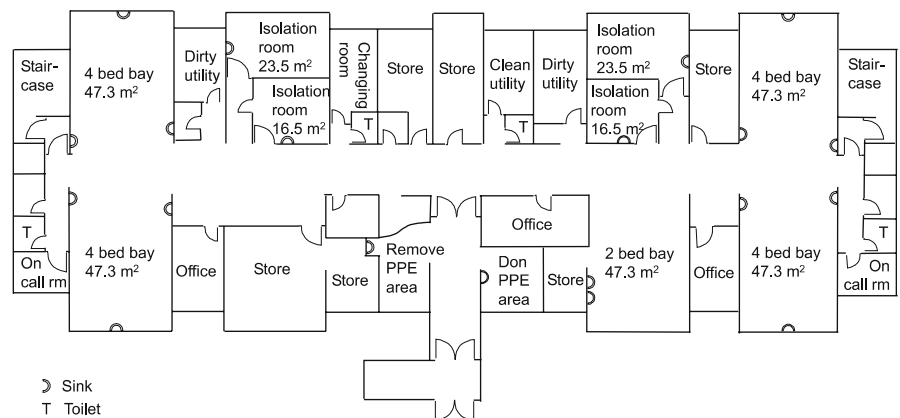 Stair-
case
4 bed bay
47.3 m²
Dirty
utility
Isolation
room
23.5 m²
Isolation
room
16.5 m²
Changing
room
T
Store
Store
Clean
utility
T
Dirty
utility
Isolation
room
23.5 m²
Isolation
room
16.5 m²
Store
4 bed bay
47.3 m²
Stair-
case
T
On
call rm
4 bed bay
47.3 m²
Office
Store
Store
Remove
PPE
area
Office
Don
PPE
area
Store
2 bed bay
47.3 m²
Office
4 bed bay
47.3 m²
T
On
call rm
Sink
T Toilet